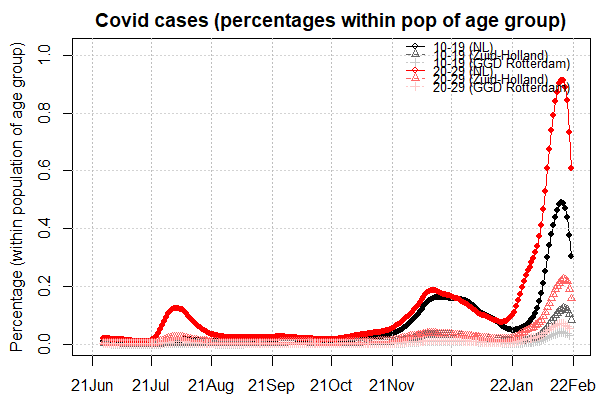 Covid cases (percentages within pop of age group)
Percentage (within population of age group)
1.0
0.8
0.6
0.4
0.2
0.0
10-19 (NL)
10-19 (Zuid-Holland)
10-19 (GGD Rotterdam)
20-29 (NL)
20-29 (Zuid-Holland)
20-29 (GGD Rotterdam)
21Jun 21Jul 21Aug 21Sep 21Oct 21Nov 22Jan 22Feb